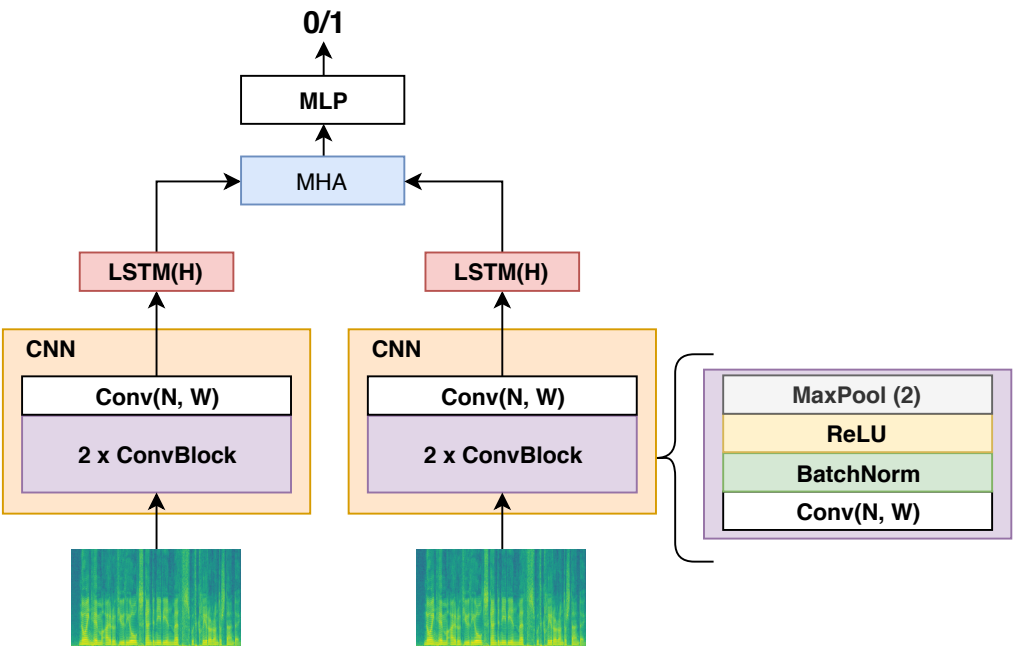 0/1
MLP
MHA
LSTM(H)
LSTM(H)
CNN
Conv(N, W)
2 x ConvBlock
CNN
Conv(N, W)
2 x ConvBlock
MaxPool (2)
ReLU
BatchNorm
Conv(N, W)